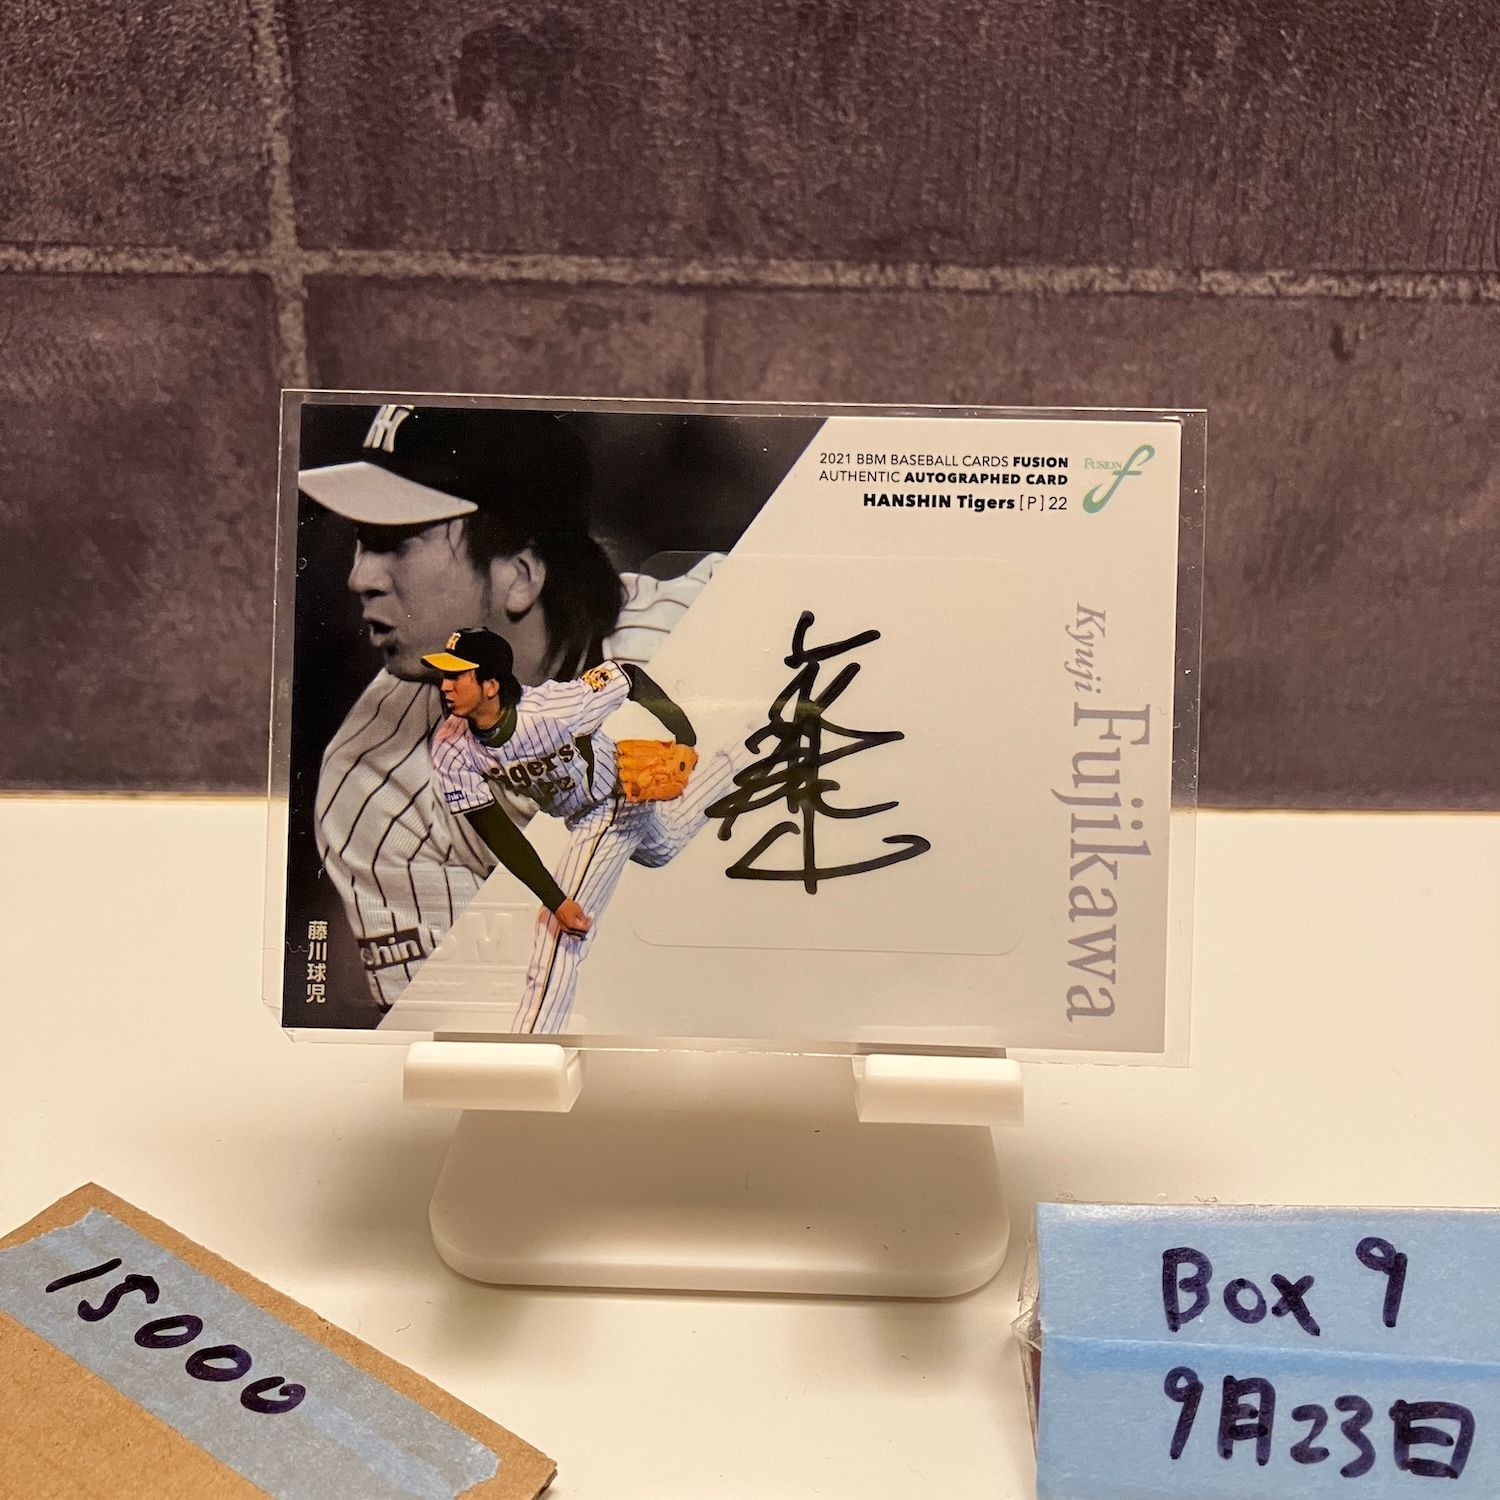 2021 BBM BASEBALL CARDS FUSION
AUTHENTIC AUTOGRAPHED CARD
HANSHIN Tigers [P] 22
FUSION f
Kyuji Fujikawa
Tigers
22
藤川球児
15000
Box 9
9月23日